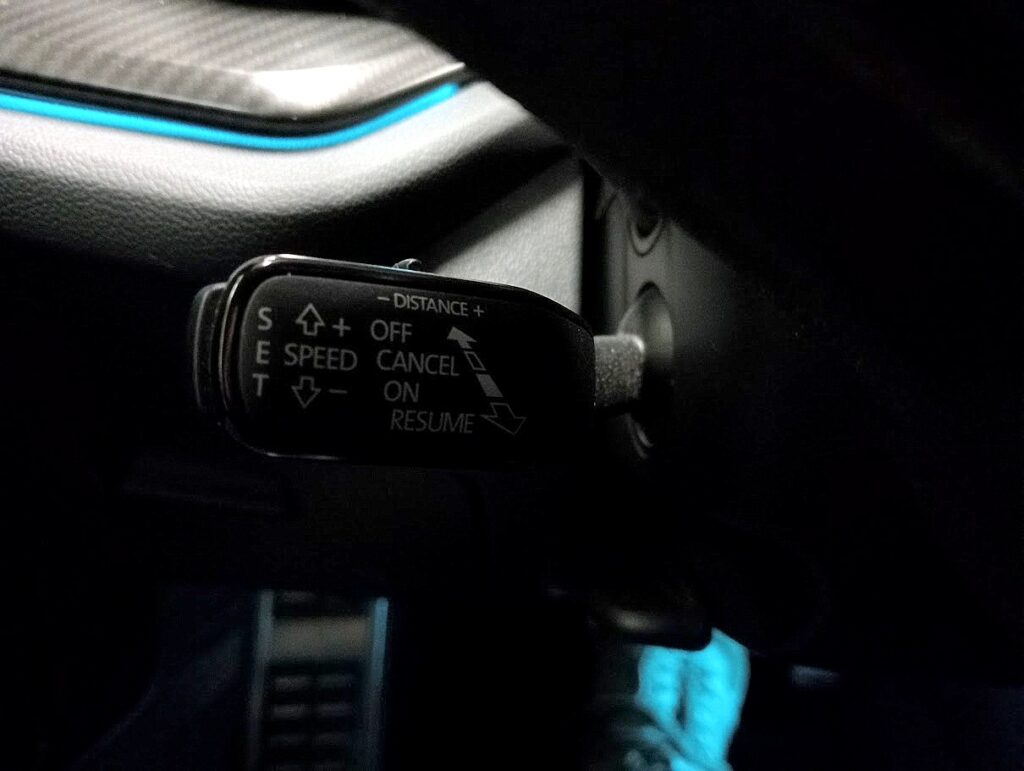 - DISTANCE +
S + OFF
E SPEED CANCEL
T - ON
RESUME